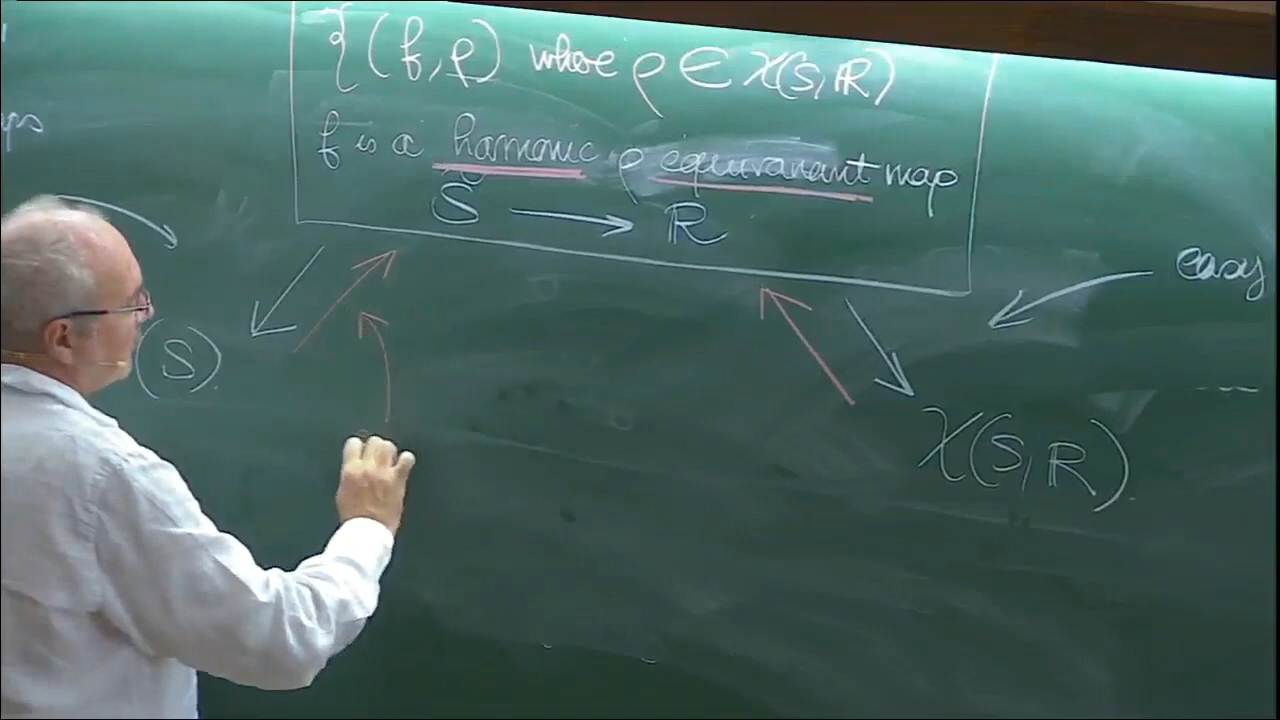 {(f, ρ) where ρ ∈ χ(S, R)
f is a harmonic ρ equivariant map
S → R
easy
(S).
χ(S, R).